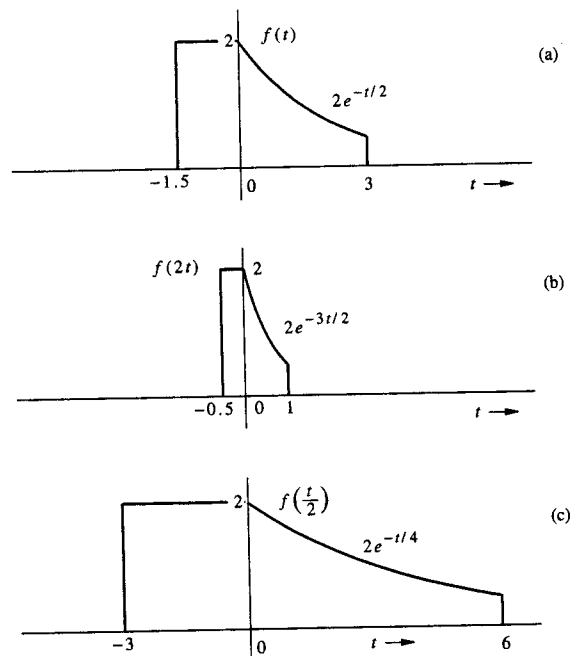 f(t)
(a)
2
2e^{-t/2}
-1.5
0
3
t →
f(2t)
2
(b)
2e^{-3t/2}
-0.5
0
1
t →
f(t/2)
2
(c)
2e^{-t/4}
-3
0
t →
6